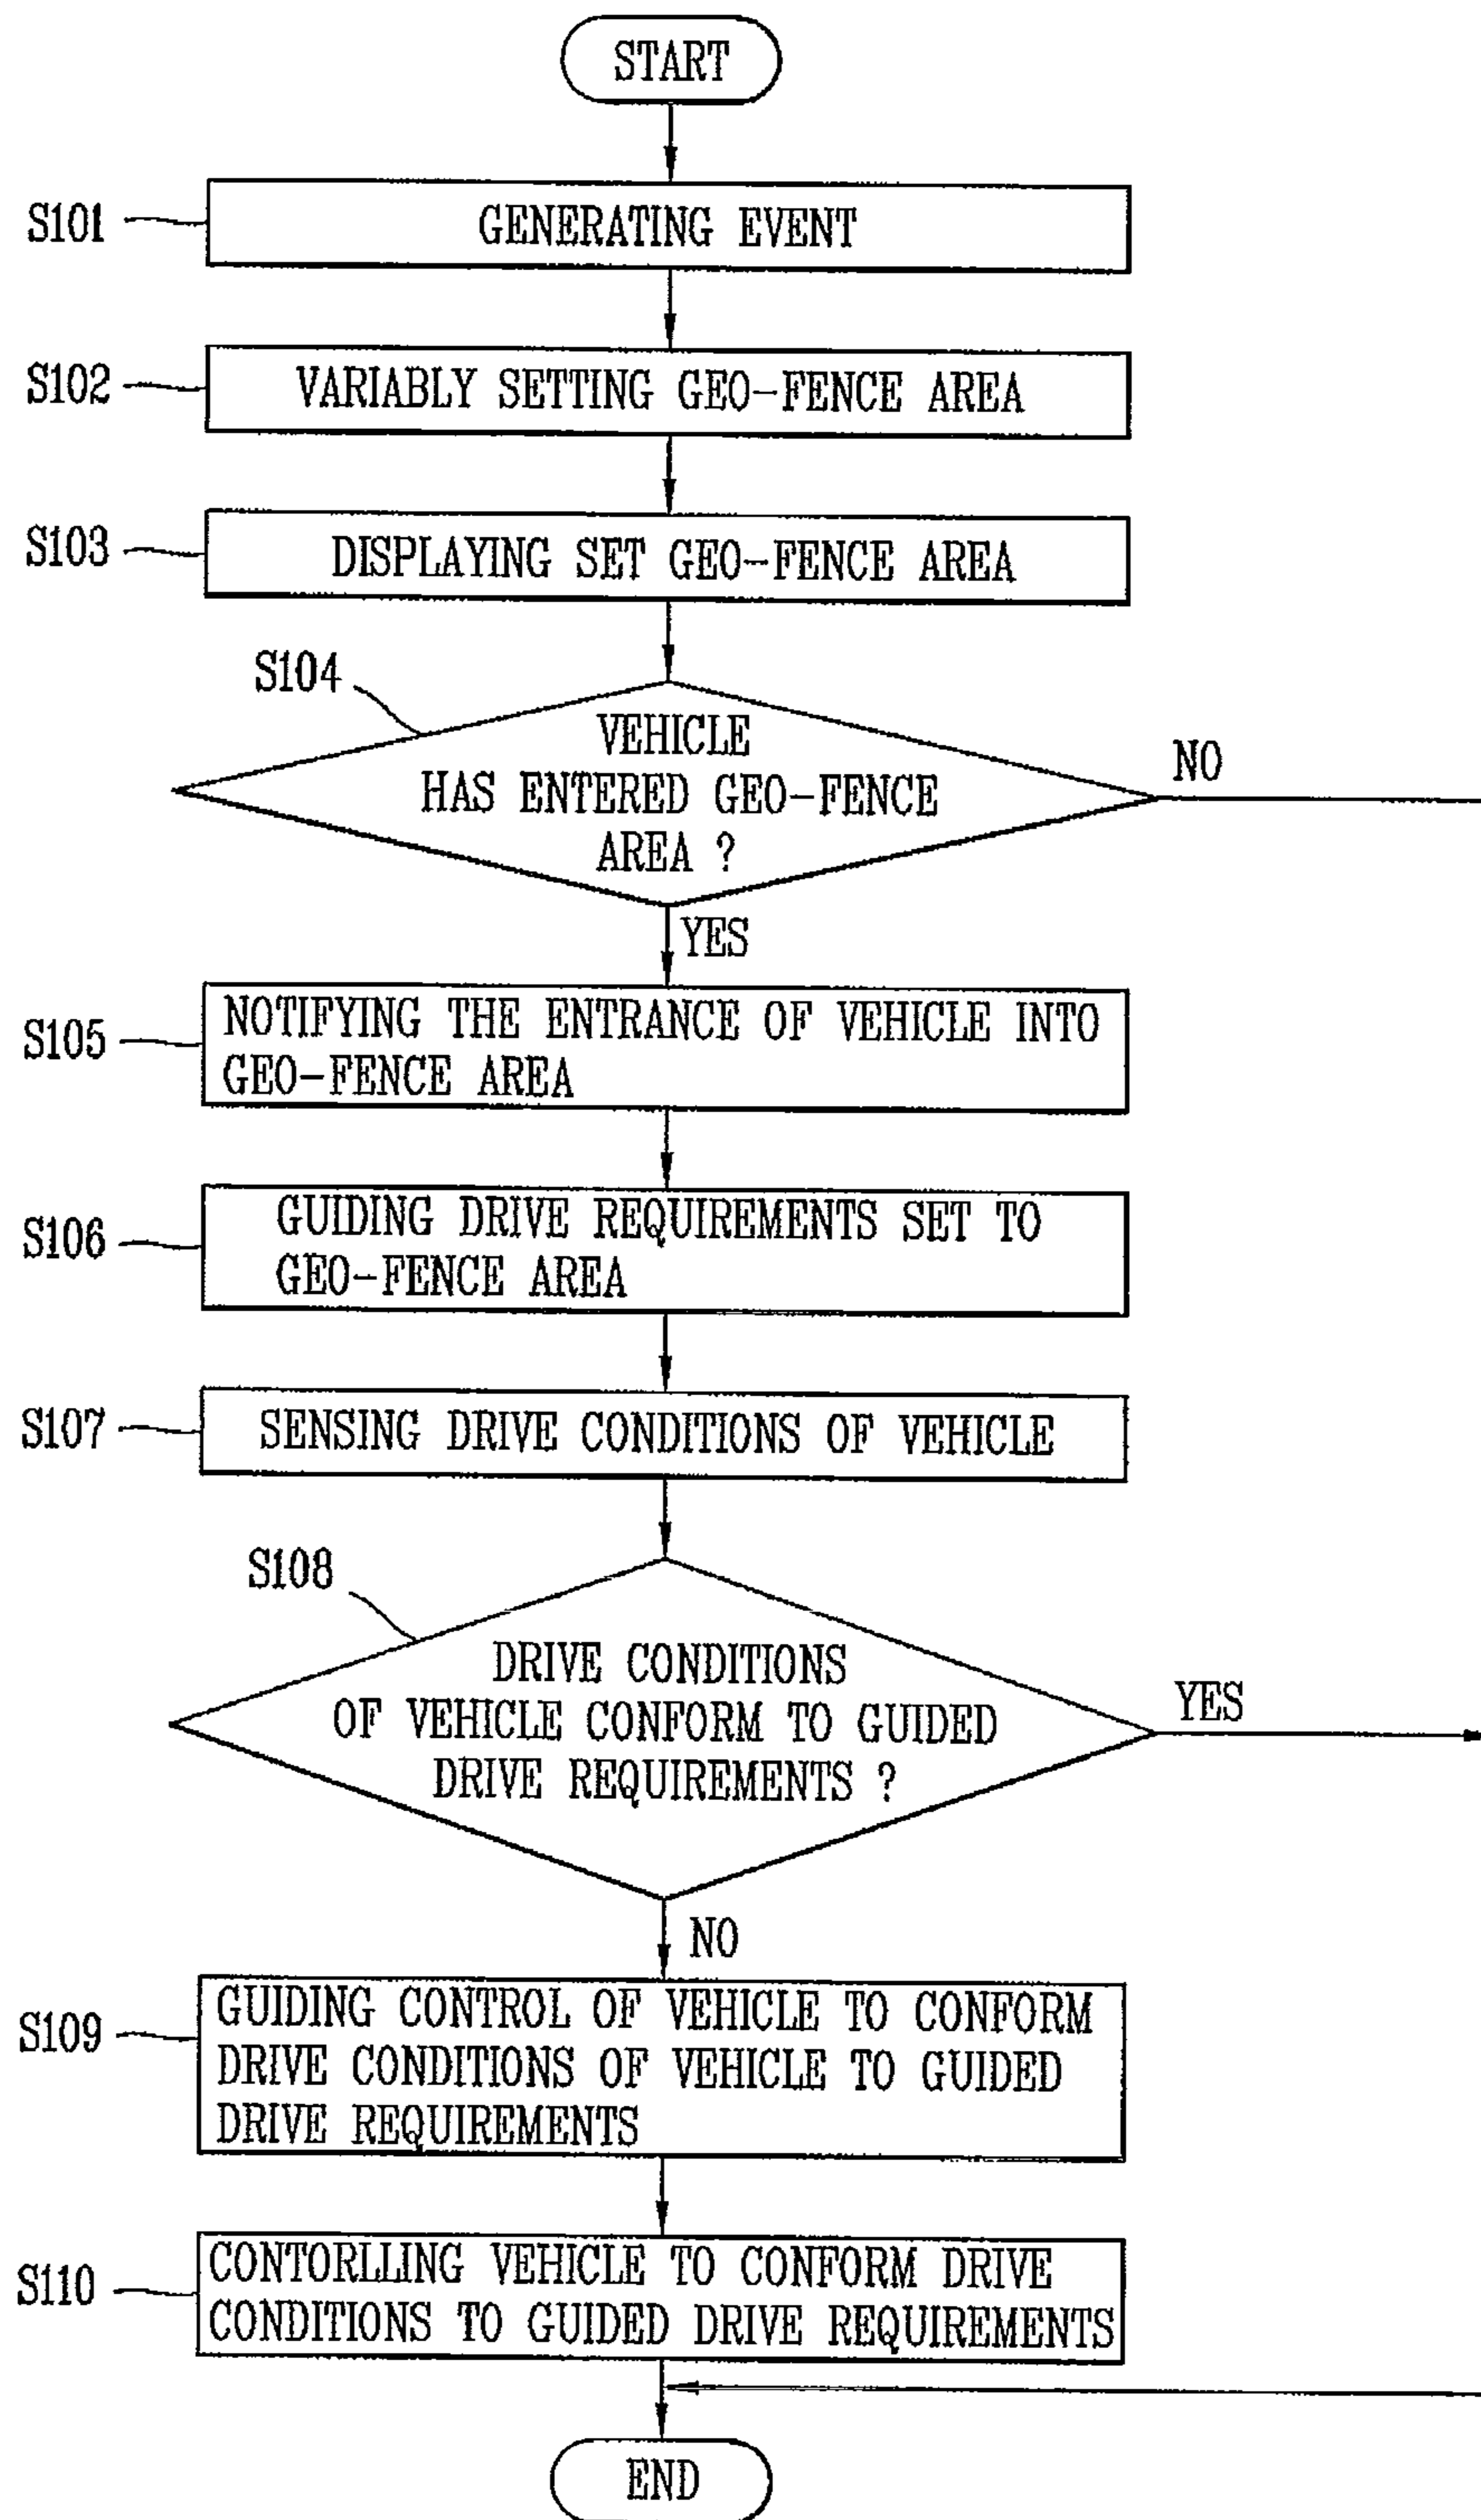 START
S101
GENERATING EVENT
S102
VARIABLY SETTING GEO-FENCE AREA
S103
DISPLAYING SET GEO-FENCE AREA
S104
VEHICLE
HAS ENTERED GEO-FENCE
AREA ?
NO
YES
S105
NOTIFYING THE ENTRANCE OF VEHICLE INTO
GEO-FENCE AREA
S106
GUIDING DRIVE REQUIREMENTS SET TO
GEO-FENCE AREA
S107
SENSING DRIVE CONDITIONS OF VEHICLE
S108
DRIVE CONDITIONS
OF VEHICLE CONFORM TO GUIDED
DRIVE REQUIREMENTS ?
YES
NO
S109
GUIDING CONTROL OF VEHICLE TO CONFORM
DRIVE CONDITIONS OF VEHICLE TO GUIDED
DRIVE REQUIREMENTS
S110
CONTORLLING VEHICLE TO CONFORM DRIVE
CONDITIONS TO GUIDED DRIVE REQUIREMENTS
END